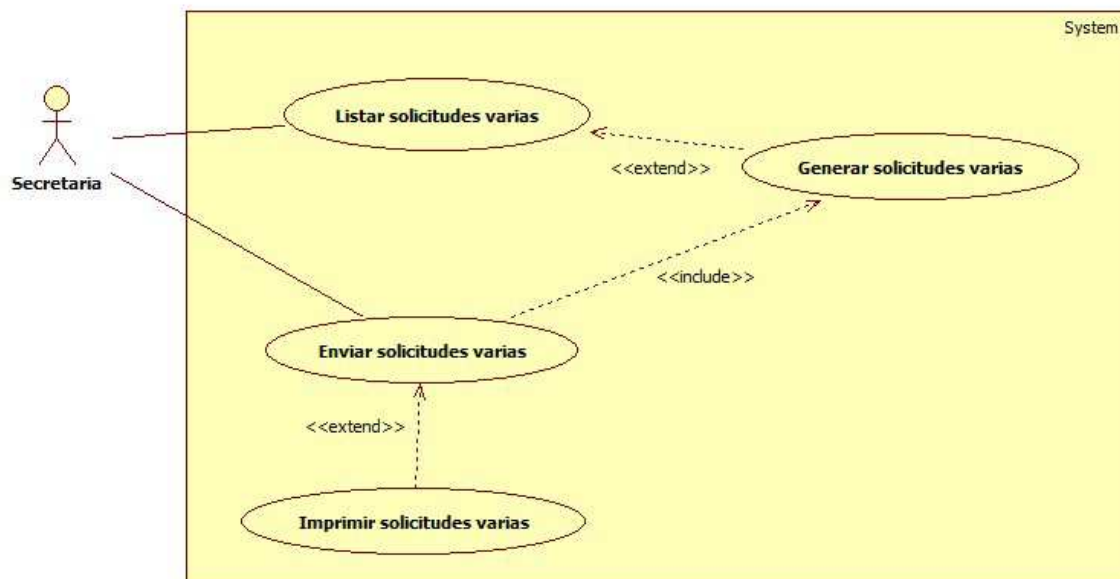 System
Listar solicitudes varias
Secretaria
<<extend>>
Generar solicitudes varias
<<include>>
Enviar solicitudes varias
<<extend>>
Imprimir solicitudes varias